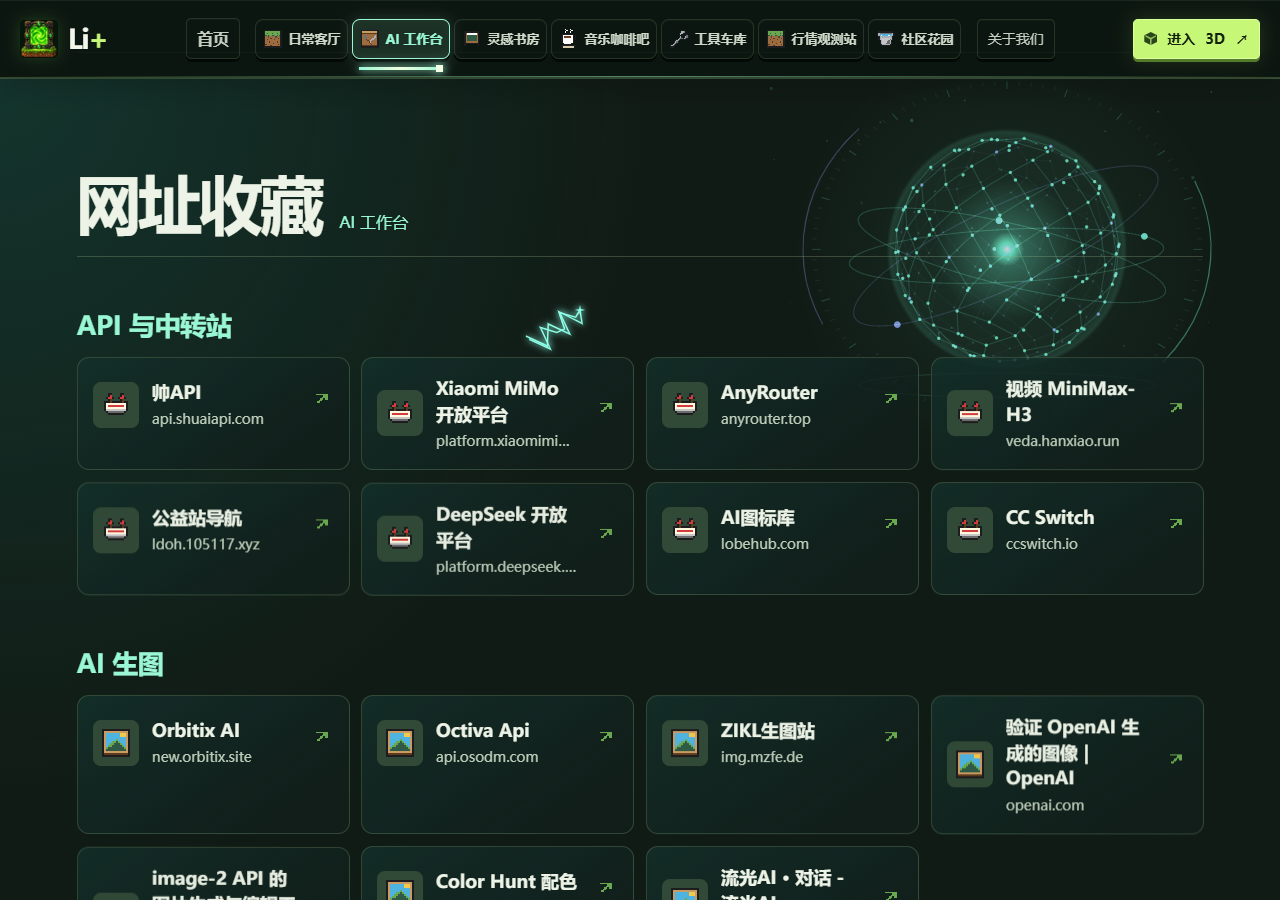 Li+
首页
日常客厅
AI 工作台
灵感书房
音乐咖啡吧
工具车库
行情观测站
社区花园
关于我们
进入 3D ↗
网址收藏 AI 工作台
API 与中转站
帅API
api.shuaiapi.com
Xiaomi MiMo
开放平台
platform.xiaomimi...
AnyRouter
anyrouter.top
视频 MiniMax-
H3
veda.hanxiao.run
公益站导航
ldoh.105117.xyz
DeepSeek 开放
平台
platform.deepseek....
AI图标库
lobehub.com
CC Switch
ccswitch.io
AI 生图
Orbitix AI
new.orbitix.site
Octiva Api
api.osodm.com
ZIKL生图站
img.mzfe.de
验证 OpenAI 生
成的图像 |
OpenAI
openai.com
image-2 API 的
Color Hunt 配色
流光AI • 对话 -
流光AI